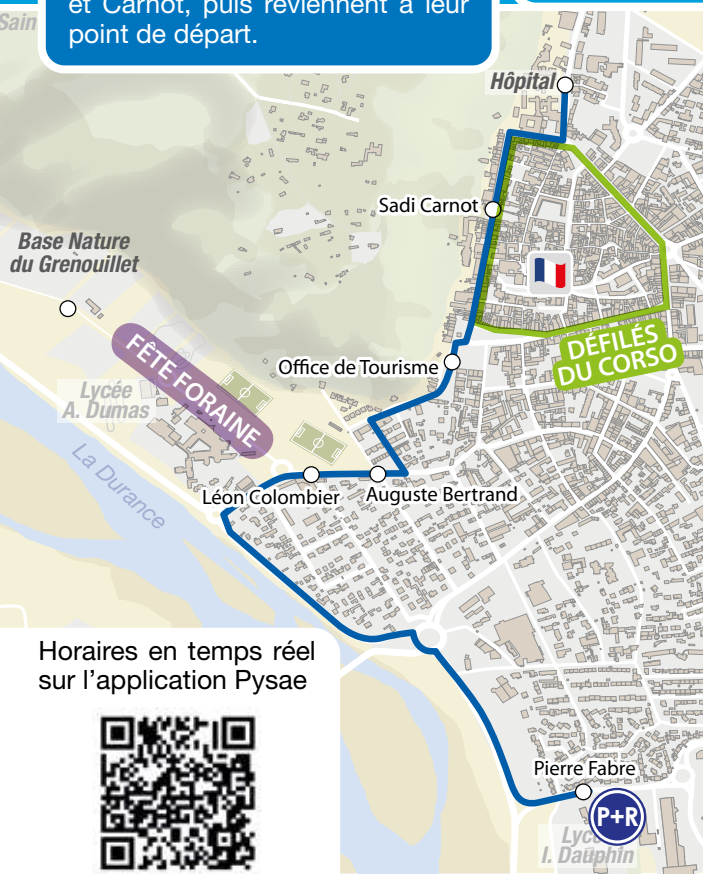 et Carnot, puis reviennent à leur
point de départ.
Sain
Hôpital
Sadi Carnot
Base Nature
du Grenouillet
DÉFILÉS
DU CORSO
FÊTE FORAINE
Office de Tourisme
Lycée
A. Dumas
La Durance
Léon Colombier
Auguste Bertrand
Horaires en temps réel
sur l’application Pysae
Pierre Fabre
P+R
Lyc
I. Dauphin